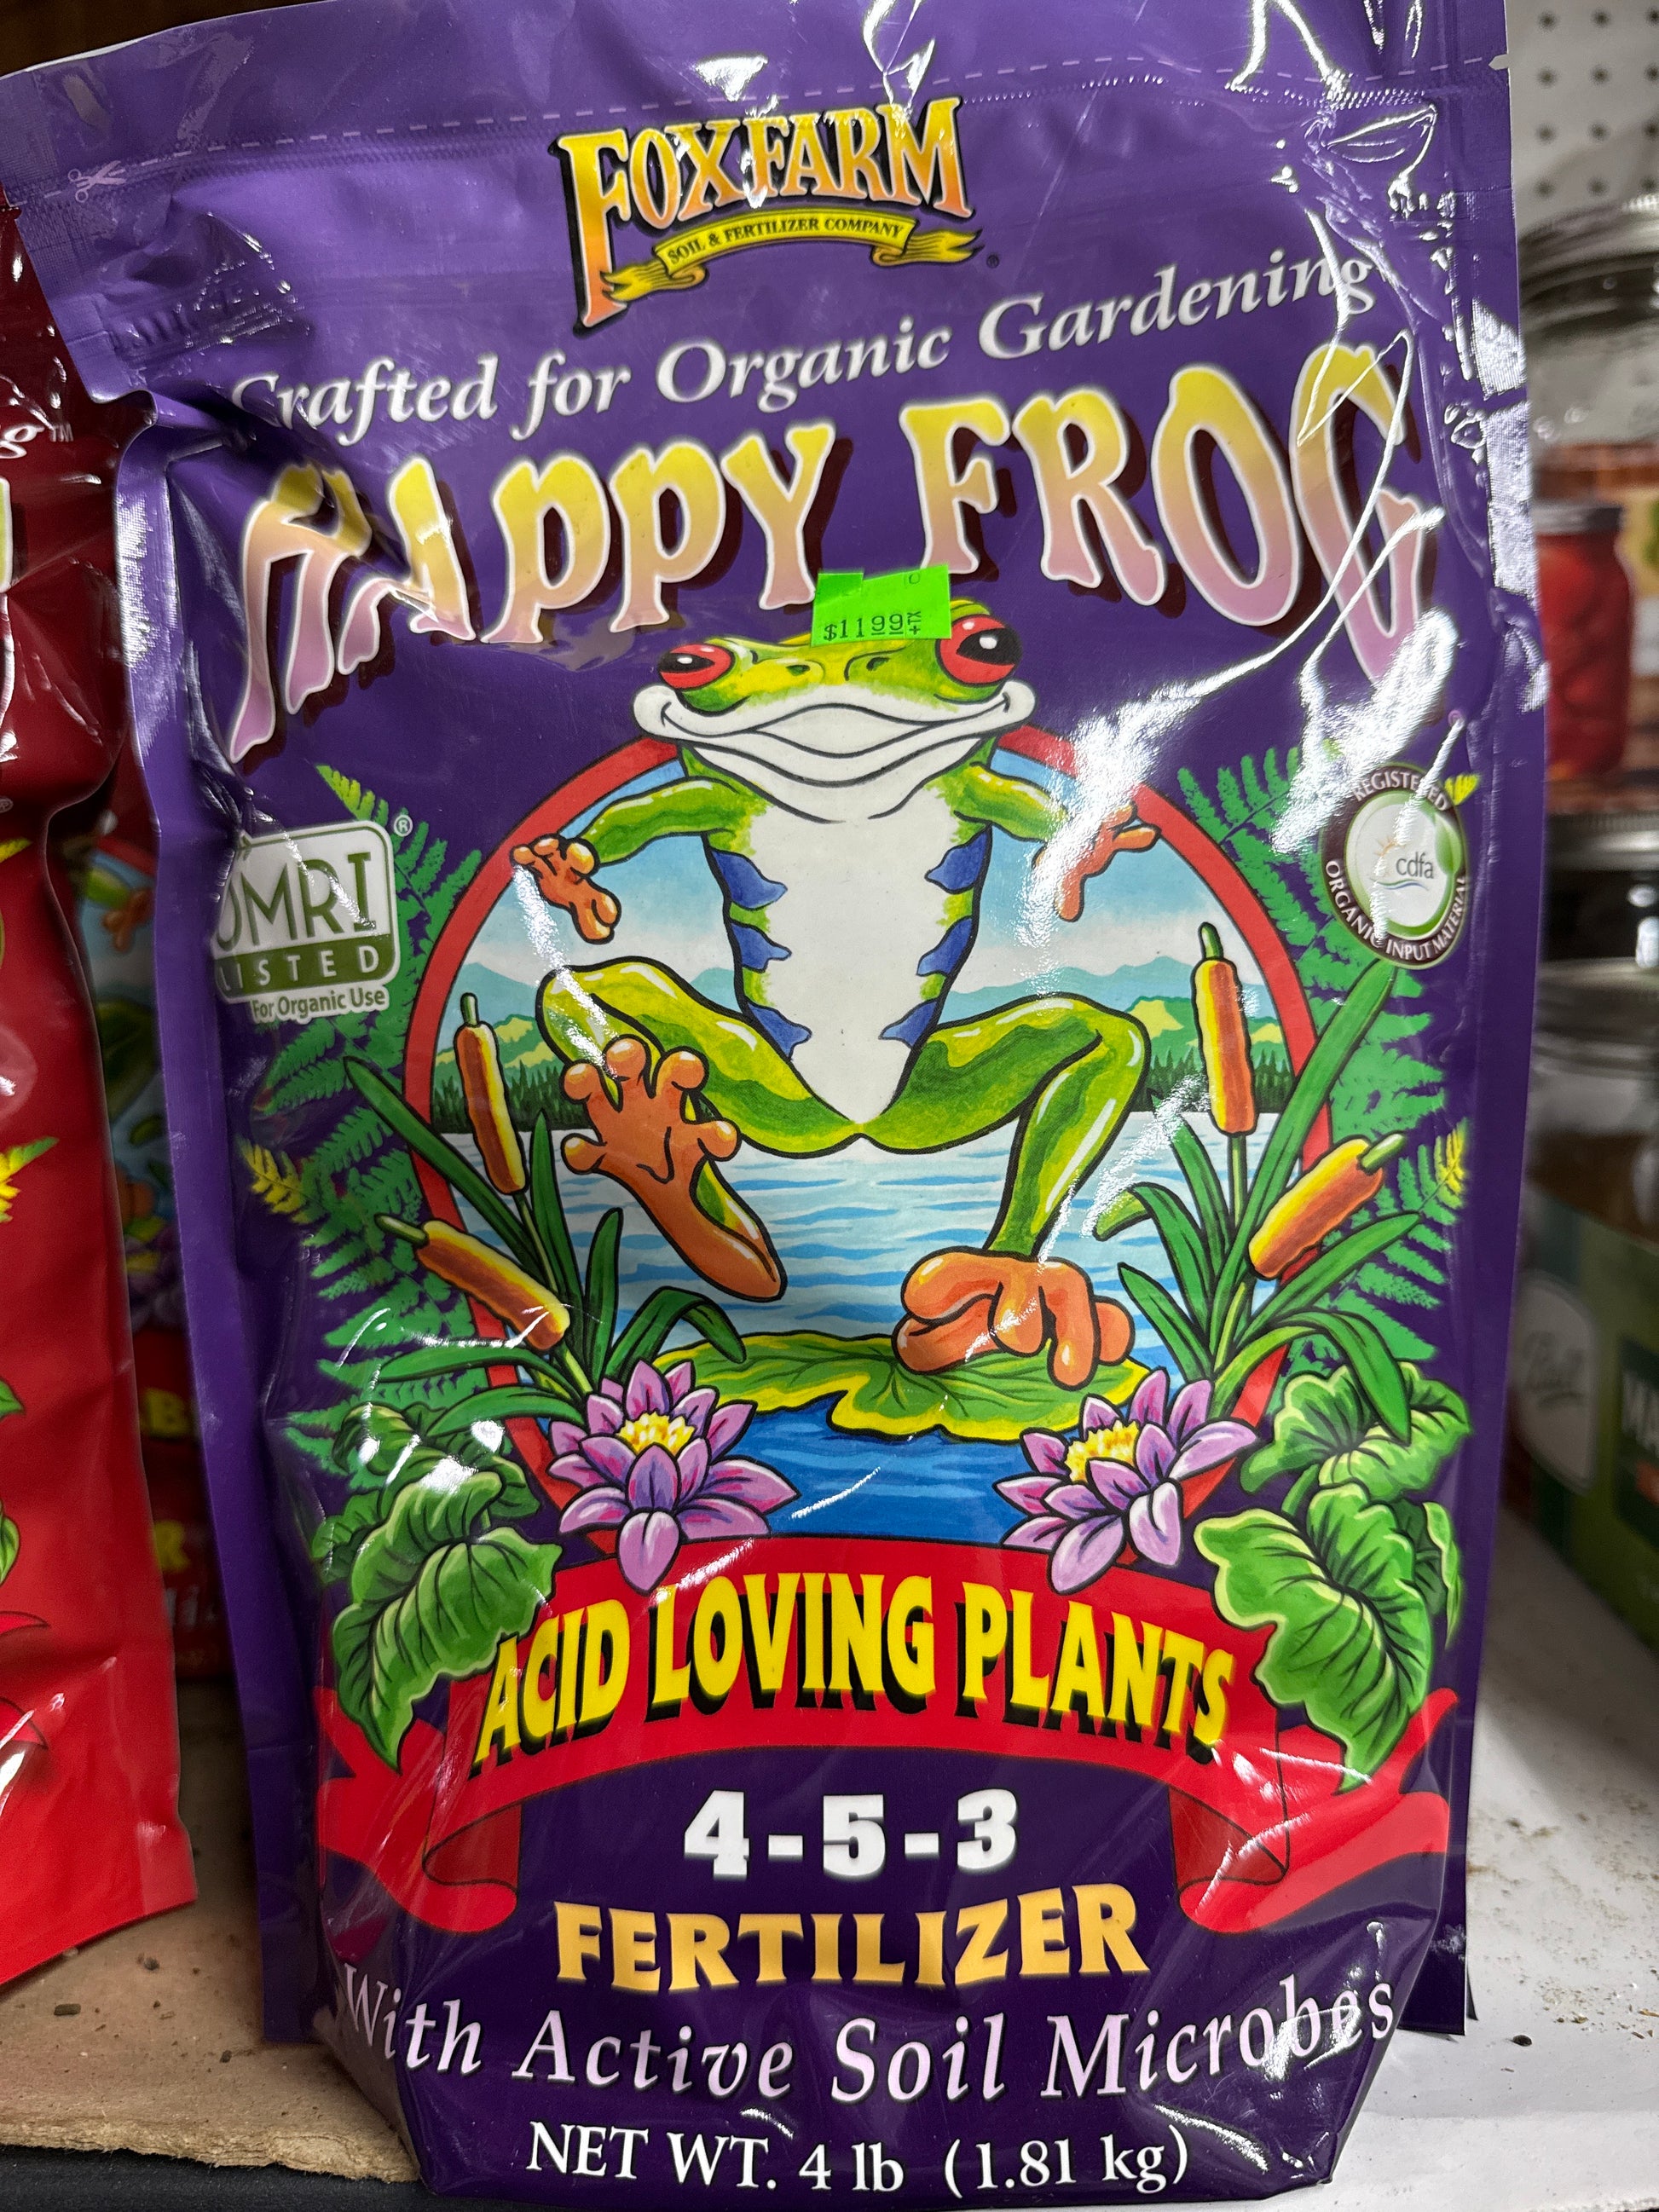 FOXFARM
SOIL & FERTILIZER COMPANY
Crafted for Organic Gardening
HAPPY FROG
$11.99
OMRI®
LISTED
For Organic Use
REGISTERED
cdfa
ORGANIC INPUT MATERIAL
ACID LOVING PLANTS
4-5-3
FERTILIZER
With Active Soil Microbes
NET WT. 4 lb (1.81 kg)